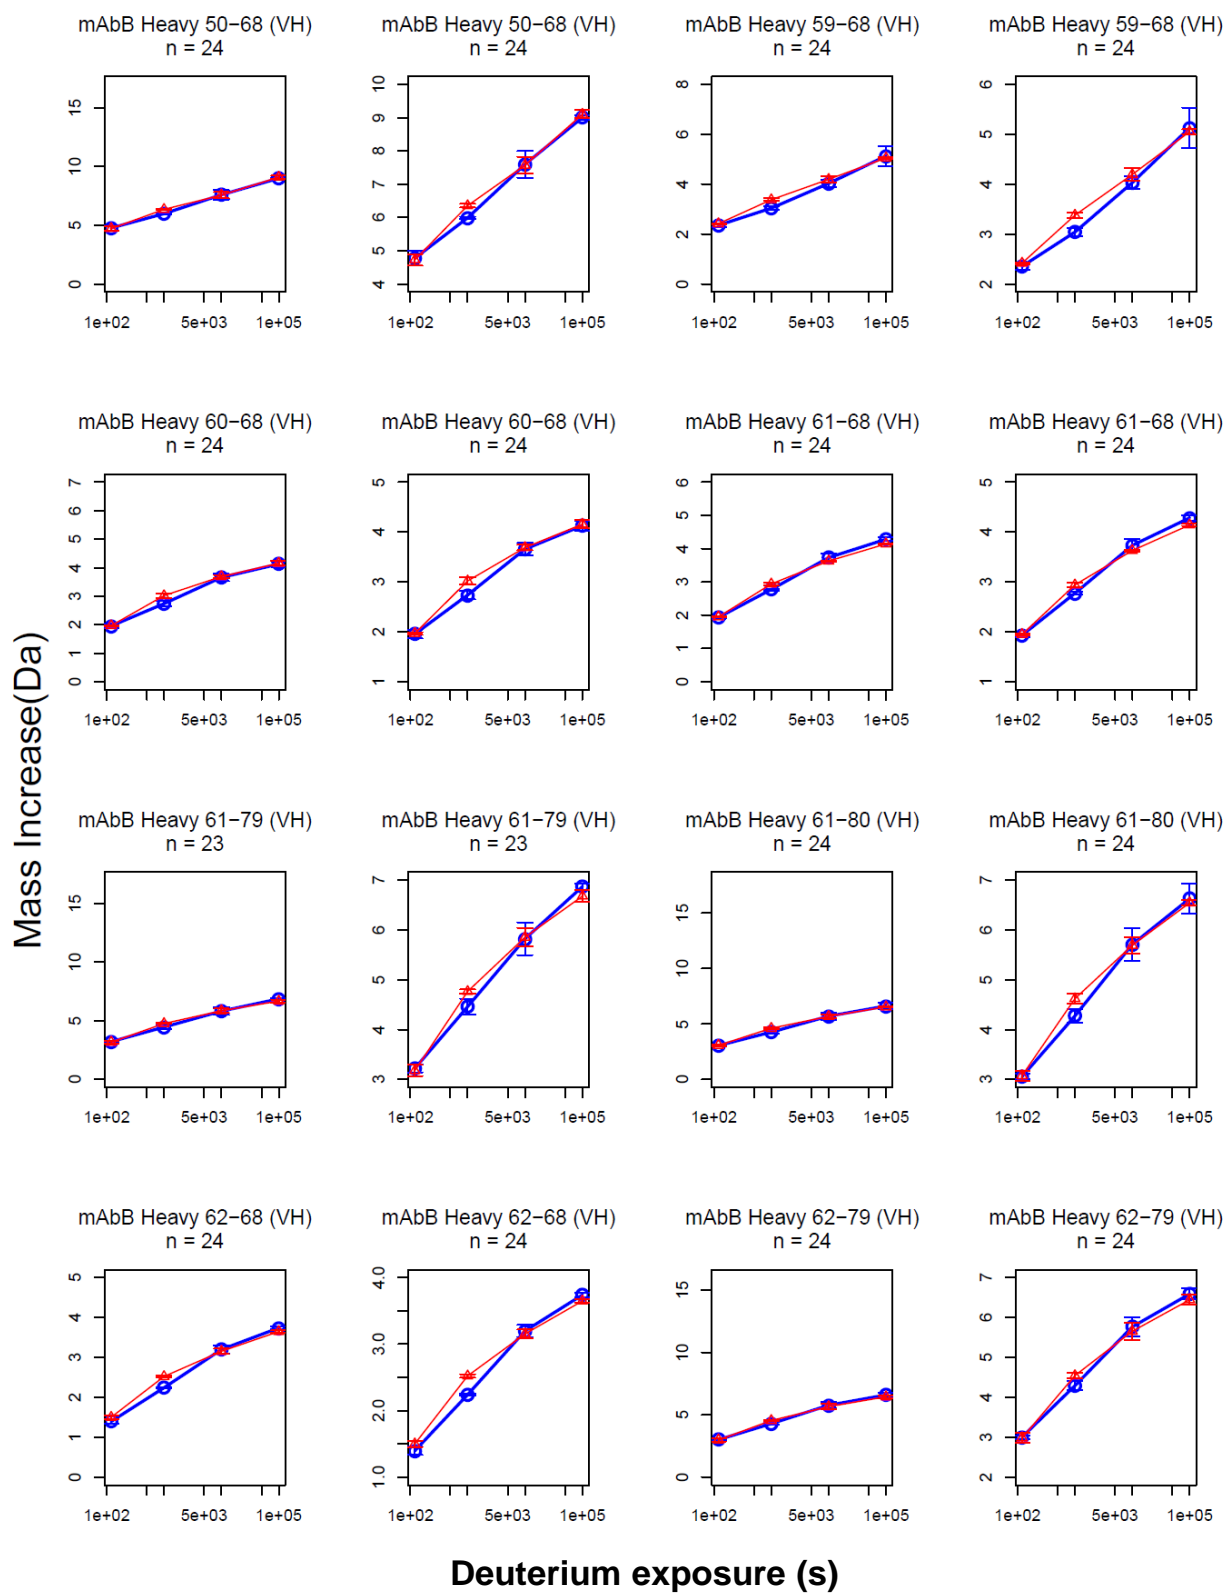 mAbB Heavy 50−68 (VH)
n = 24
mAbB Heavy 50−68 (VH)
n = 24
mAbB Heavy 59−68 (VH)
n = 24
mAbB Heavy 59−68 (VH)
n = 24
15
10
5
0
1e+02 5e+03 1e+05
10
9
8
7
6
5
4
1e+02 5e+03 1e+05
8
6
4
2
0
1e+02 5e+03 1e+05
6
5
4
3
2
1e+02 5e+03 1e+05
mAbB Heavy 60−68 (VH)
n = 24
mAbB Heavy 60−68 (VH)
n = 24
mAbB Heavy 61−68 (VH)
n = 24
mAbB Heavy 61−68 (VH)
n = 24
7
6
5
4
3
2
1
0
1e+02 5e+03 1e+05
5
4
3
2
1
1e+02 5e+03 1e+05
6
5
4
3
2
1
0
1e+02 5e+03 1e+05
5
4
3
2
1
1e+02 5e+03 1e+05
Mass Increase(Da)
mAbB Heavy 61−79 (VH)
n = 23
mAbB Heavy 61−79 (VH)
n = 23
mAbB Heavy 61−80 (VH)
n = 24
mAbB Heavy 61−80 (VH)
n = 24
15
10
5
0
1e+02 5e+03 1e+05
7
6
5
4
3
1e+02 5e+03 1e+05
15
10
5
0
1e+02 5e+03 1e+05
7
6
5
4
3
1e+02 5e+03 1e+05
mAbB Heavy 62−68 (VH)
n = 24
mAbB Heavy 62−68 (VH)
n = 24
mAbB Heavy 62−79 (VH)
n = 24
mAbB Heavy 62−79 (VH)
n = 24
5
4
3
2
1
0
1e+02 5e+03 1e+05
4.0
3.0
2.0
1.0
1e+02 5e+03 1e+05
15
10
5
0
1e+02 5e+03 1e+05
7
6
5
4
3
2
1e+02 5e+03 1e+05
Deuterium exposure (s)